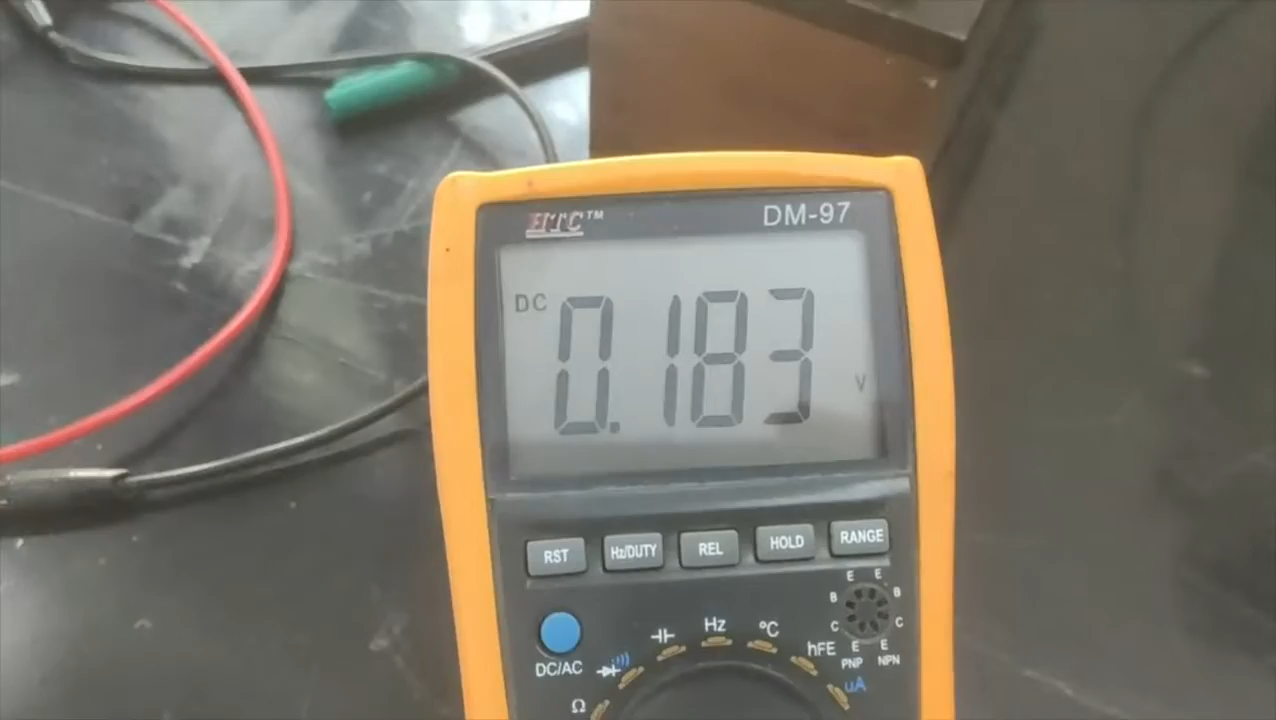 HTC™ DM-97
DC 0.183 V
RST Hz/DUTY REL HOLD RANGE
E E
B B
C C
E E
PNP NPN
DC/AC Hz °C hFE uA
Ω